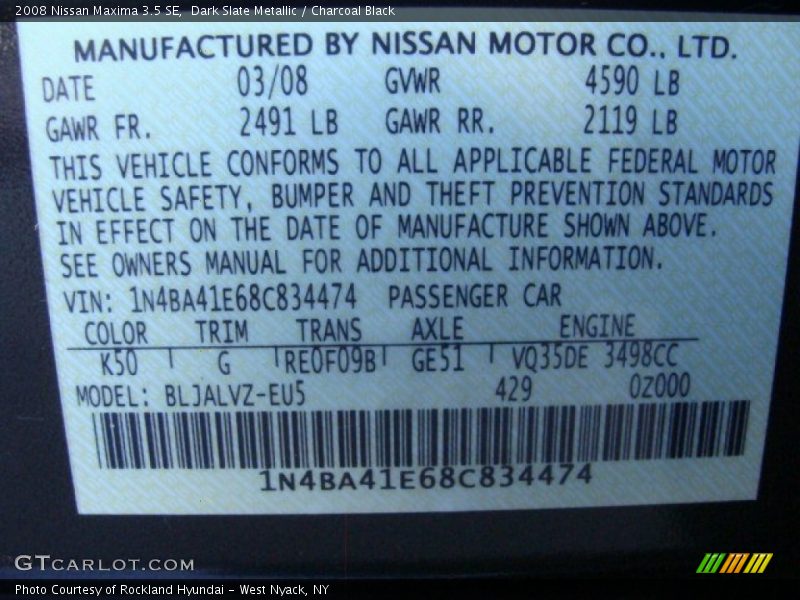 2008 Nissan Maxima 3.5 SE, Dark Slate Metallic / Charcoal Black
MANUFACTURED BY NISSAN MOTOR CO., LTD.
DATE 03/08 GVWR 4590 LB
GAWR FR. 2491 LB GAWR RR. 2119 LB
THIS VEHICLE CONFORMS TO ALL APPLICABLE FEDERAL MOTOR
VEHICLE SAFETY, BUMPER AND THEFT PREVENTION STANDARDS
IN EFFECT ON THE DATE OF MANUFACTURE SHOWN ABOVE.
SEE OWNERS MANUAL FOR ADDITIONAL INFORMATION.
VIN: 1N4BA41E68C834474 PASSENGER CAR
COLOR TRIM TRANS AXLE ENGINE
K50 G RE0F09B GE51 VQ35DE 3498CC
MODEL: BLJALVZ-EU5 429 0Z000
1N4BA41E68C834474
GTCARLOT.COM
Photo Courtesy of Rockland Hyundai - West Nyack, NY